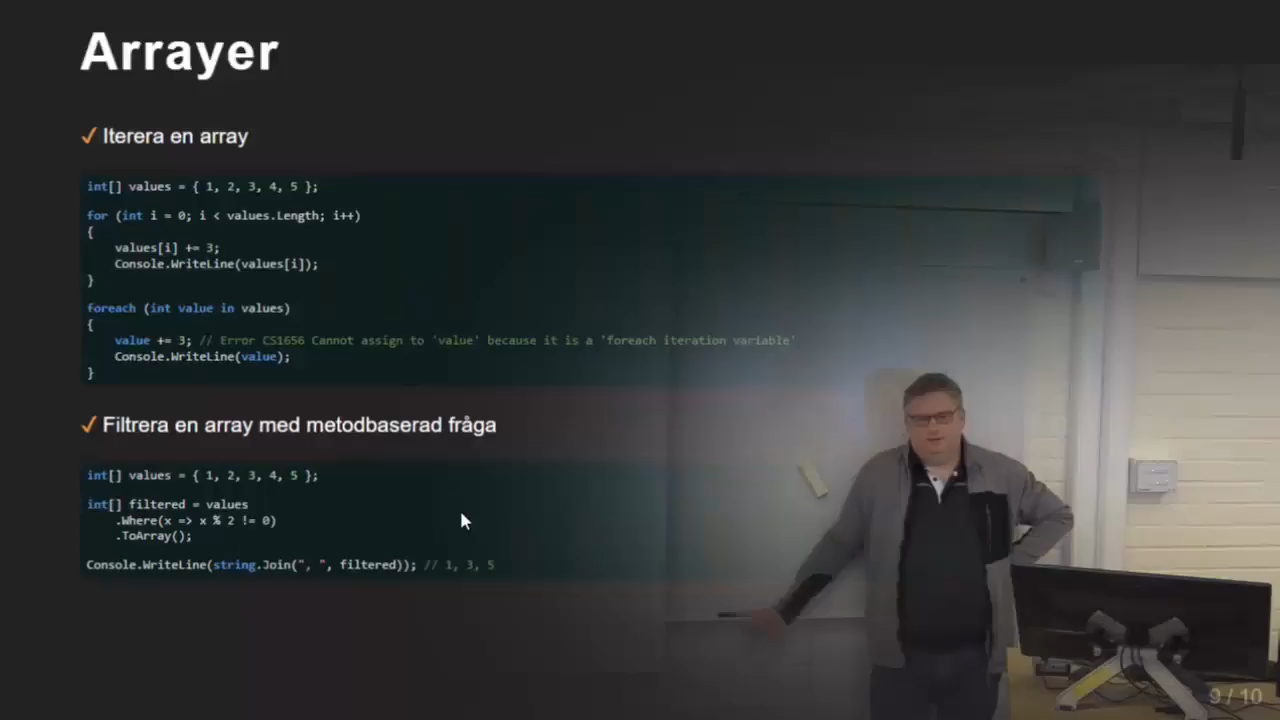 Arrayer
✓ Iterera en array
int[] values = { 1, 2, 3, 4, 5 };
for (int i = 0; i < values.Length; i++)
{
values[i] += 3;
Console.WriteLine(values[i]);
}
foreach (int value in values)
{
value += 3; // Error CS1656 Cannot assign to 'value' because it is a 'foreach iteration variable'
Console.WriteLine(value);
}
✓ Filtrera en array med metodbaserad fråga
int[] values = { 1, 2, 3, 4, 5 };
int[] filtered = values
.Where(x => x % 2 != 0)
.ToArray();
Console.WriteLine(string.Join(", ", filtered)); // 1, 3, 5
9 / 10